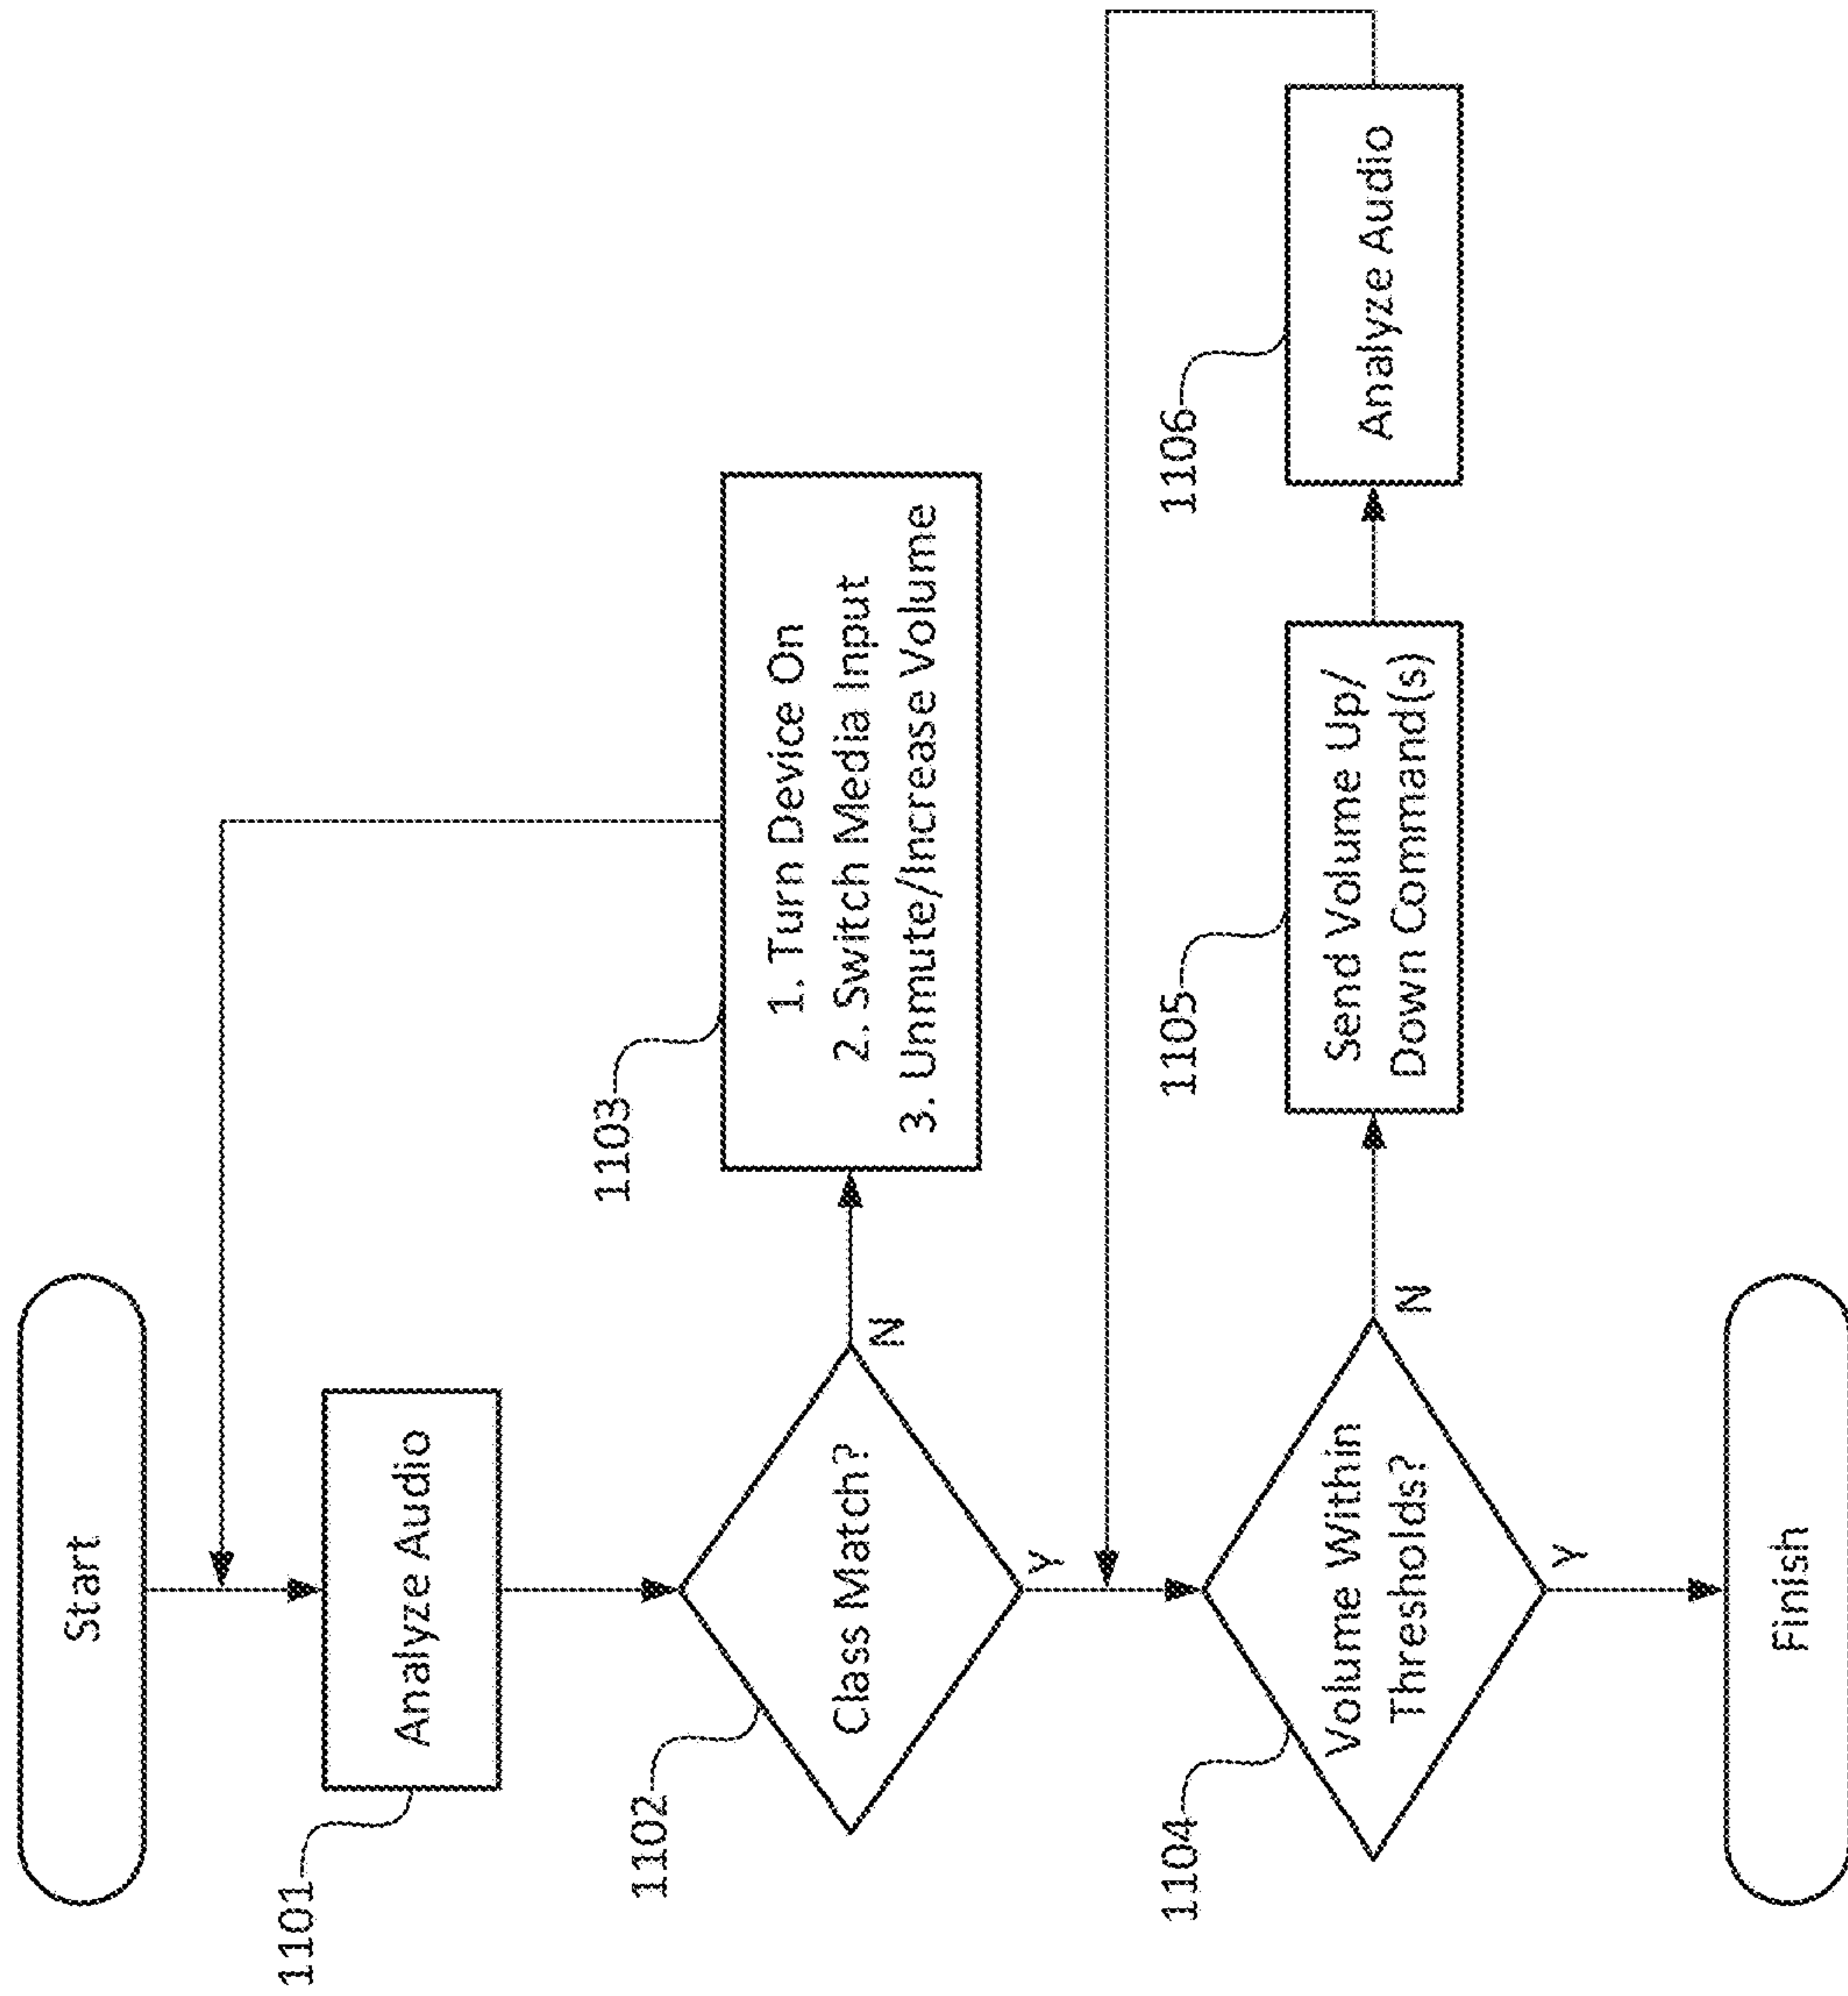 Start
1101
Analyze Audio
1102
Class Match?
N
Y
1103
1. Turn Device On
2. Switch Media Input
3. Unmute/Increase Volume
1104
Volume Within
Thresholds?
N
Y
1105
Send Volume Up/
Down Command(s)
1106
Analyze Audio
Finish